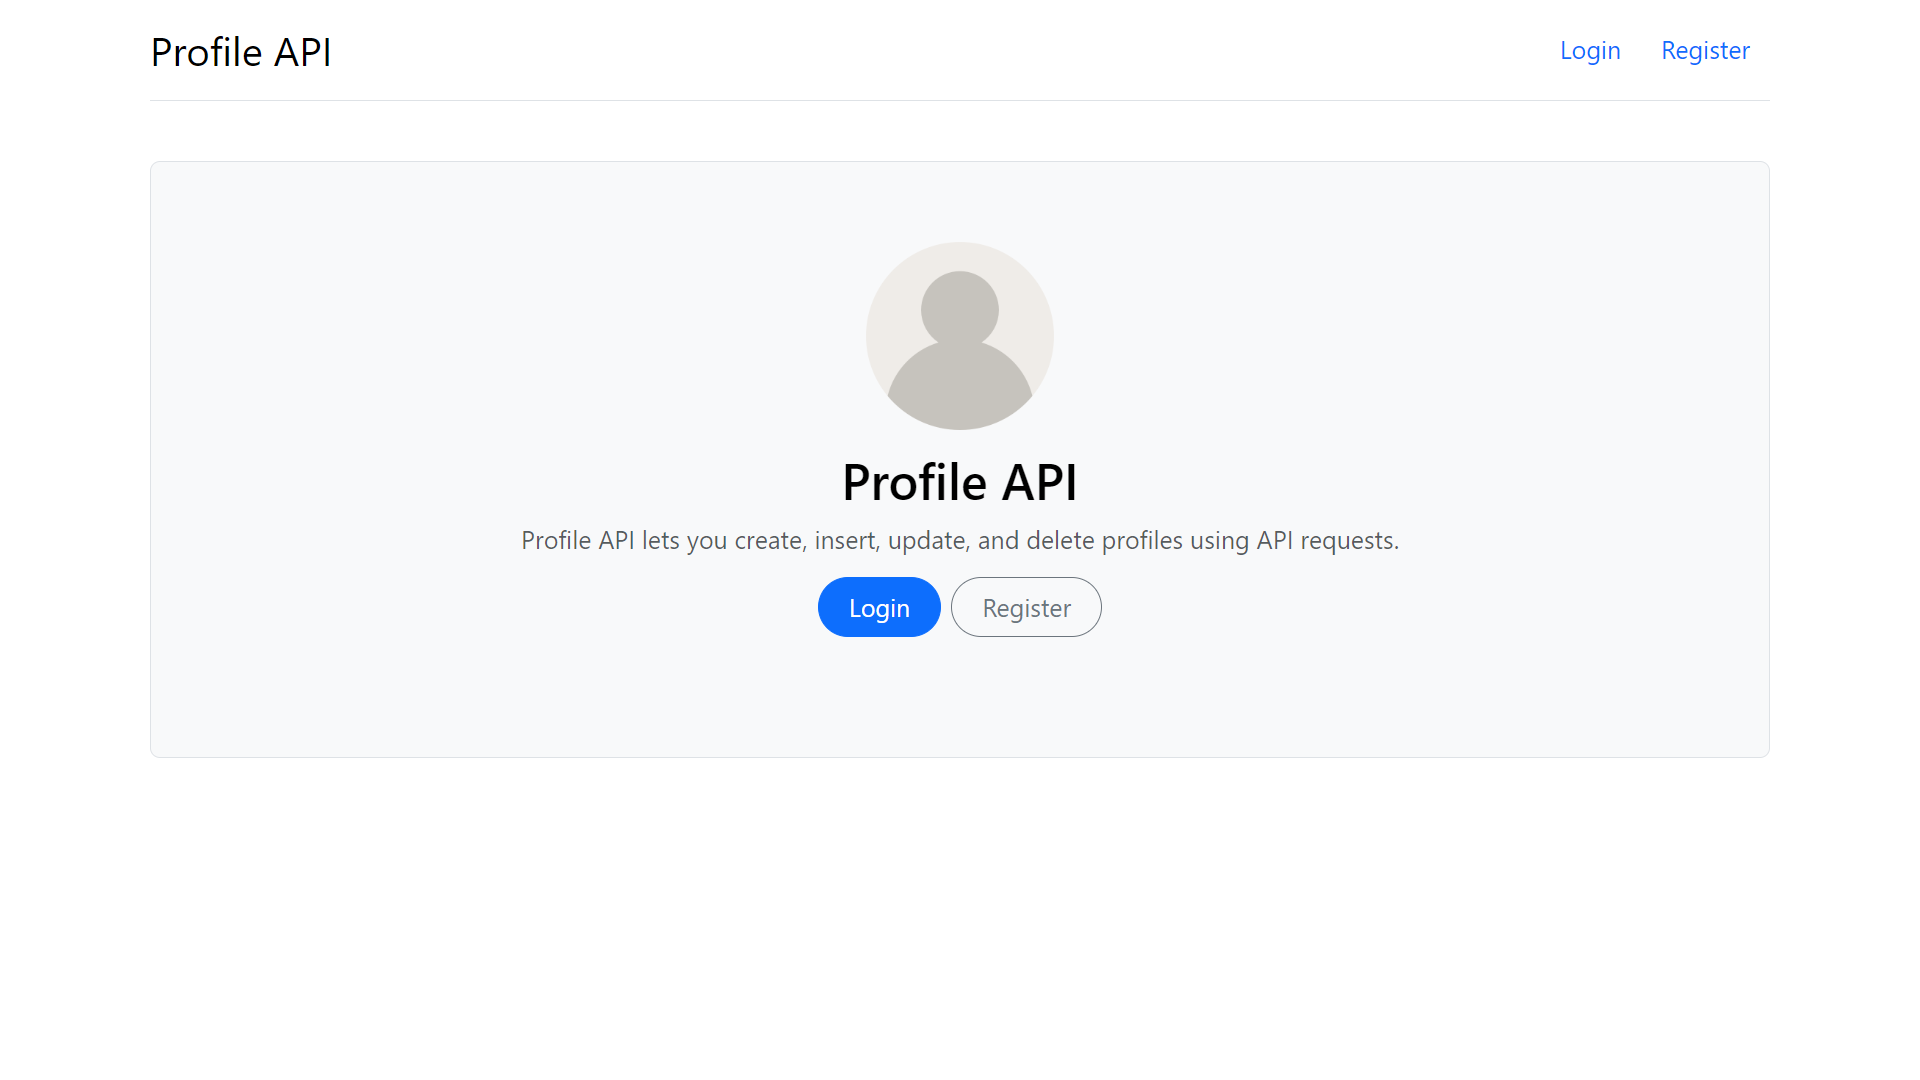 Profile API
Login Register
Profile API
Profile API lets you create, insert, update, and delete profiles using API requests.
Login Register